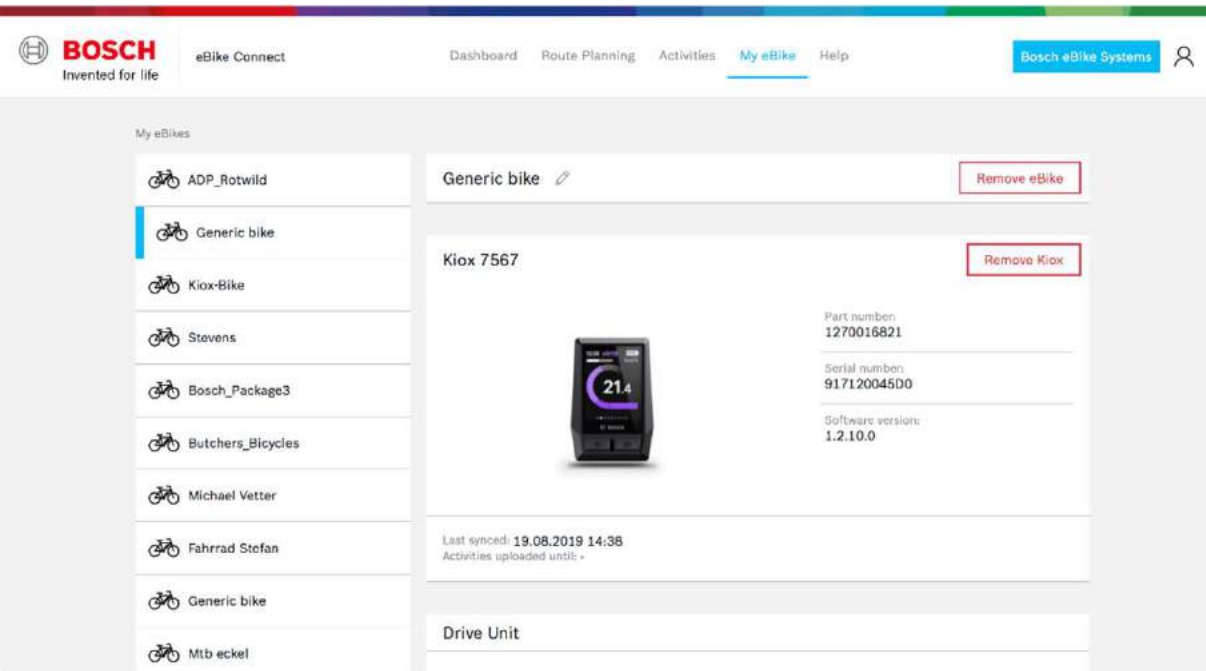 BOSCH
Invented for life
eBike Connect
Dashboard Route Planning Activities My eBike Help
Bosch eBike Systems
My eBikes
ADP_Rotwild
Generic bike
Kiox-Bike
Stevens
Bosch_Package3
Butchers_Bicycles
Michael Vetter
Fahrrad Stefan
Generic bike
Mtb eckel
Generic bike
Remove eBike
Kiox 7567
Remove Kiox
21.4
BOSCH
Part number:
1270016821
Serial number:
917120045D0
Software version:
1.2.10.0
Last synced: 19.08.2019 14:38
Activities uploaded until: -
Drive Unit